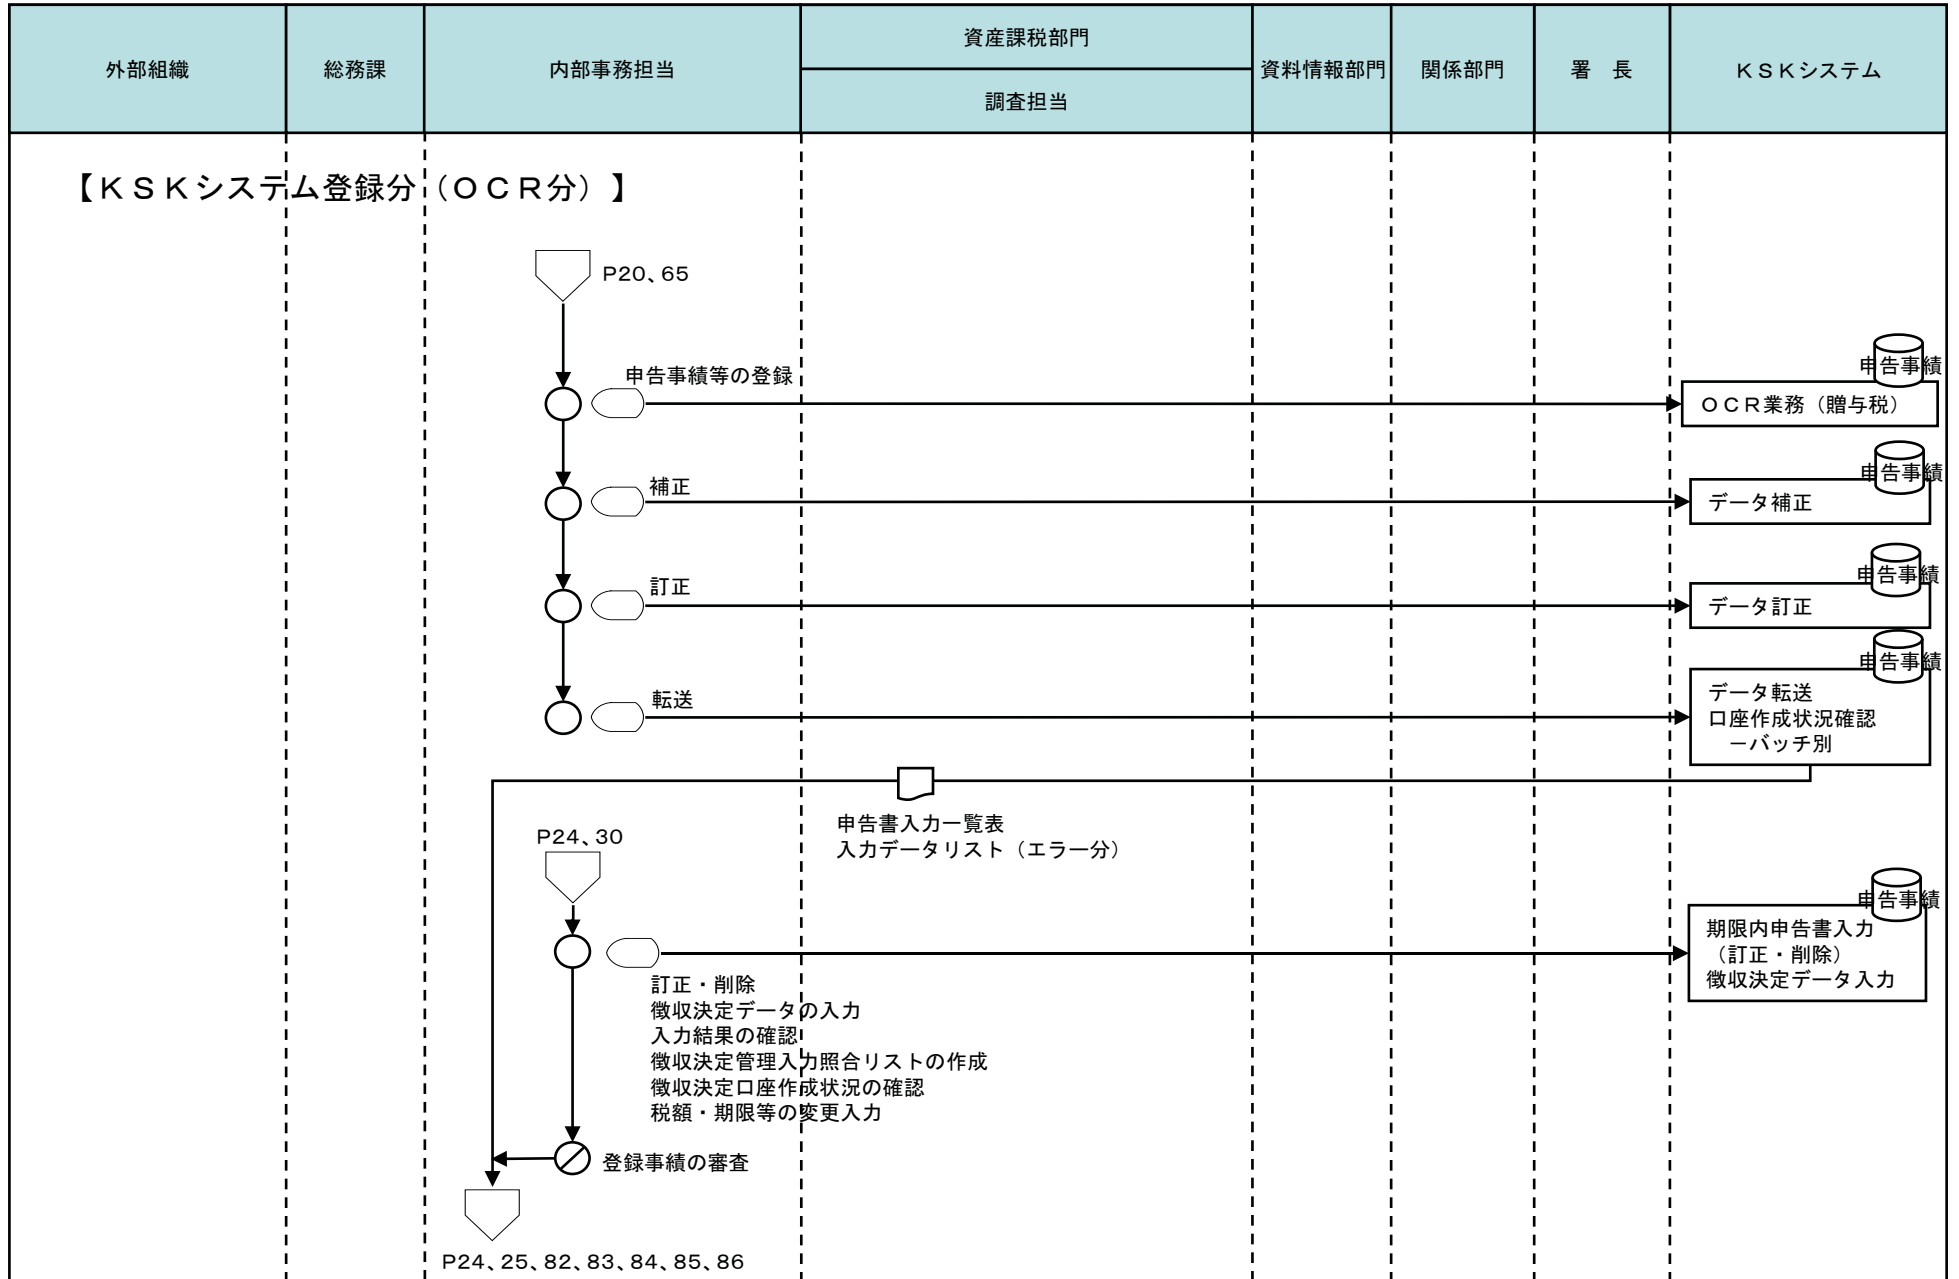 外部組織
総務課
内部事務担当
資産課税部門
調査担当
資料情報部門
関係部門
署　長
ＫＳＫシステム
【ＫＳＫシステム登録分（ＯＣＲ分）】
P20、65
申告事績等の登録
申告事績
ＯＣＲ業務（贈与税）
補正
申告事績
データ補正
訂正
申告事績
データ訂正
転送
申告事績
データ転送
口座作成状況確認
－バッチ別
申告書入力一覧表
入力データリスト（エラー分）
P24、30
申告事績
期限内申告書入力
（訂正・削除）
徴収決定データ入力
訂正・削除
徴収決定データの入力
入力結果の確認
徴収決定管理入力照合リストの作成
徴収決定口座作成状況の確認
税額・期限等の変更入力
登録事績の審査
P24、25、82、83、84、85、86